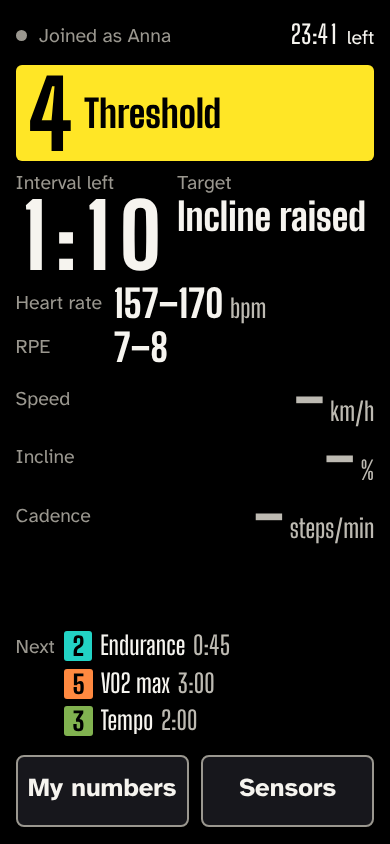 Joined as Anna 23:41 left
4 Threshold
Interval left Target
1:10 Incline raised
Heart rate 157–170 bpm
RPE 7–8
Speed – km/h
Incline – %
Cadence – steps/min
Next 2 Endurance 0:45
5 VO2 max 3:00
3 Tempo 2:00
My numbers Sensors